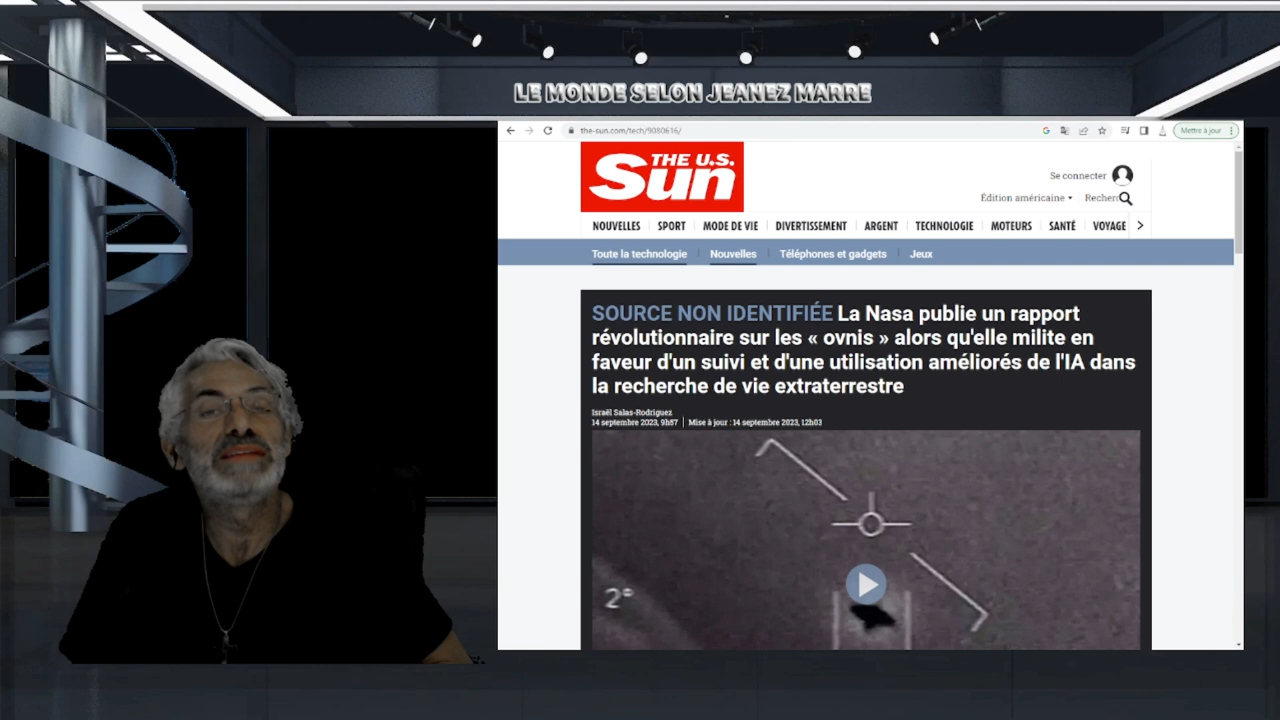 LE MONDE SELON JEANEZ MARRE
the-sun.com/tech/9080616/
Mettre à jour
THE U.S.
Sun
Se connecter
Édition américaine
Recher
NOUVELLES SPORT MODE DE VIE DIVERTISSEMENT ARGENT TECHNOLOGIE MOTEURS SANTÉ VOYAGE
Toute la technologie Nouvelles Téléphones et gadgets Jeux
SOURCE NON IDENTIFIÉE La Nasa publie un rapport
révolutionnaire sur les « ovnis » alors qu'elle milite en
faveur d'un suivi et d'une utilisation améliorés de l'IA dans
la recherche de vie extraterrestre
Israël Salas-Rodriguez
14 septembre 2023, 9h57 | Mise à jour : 14 septembre 2023, 12h03
2°